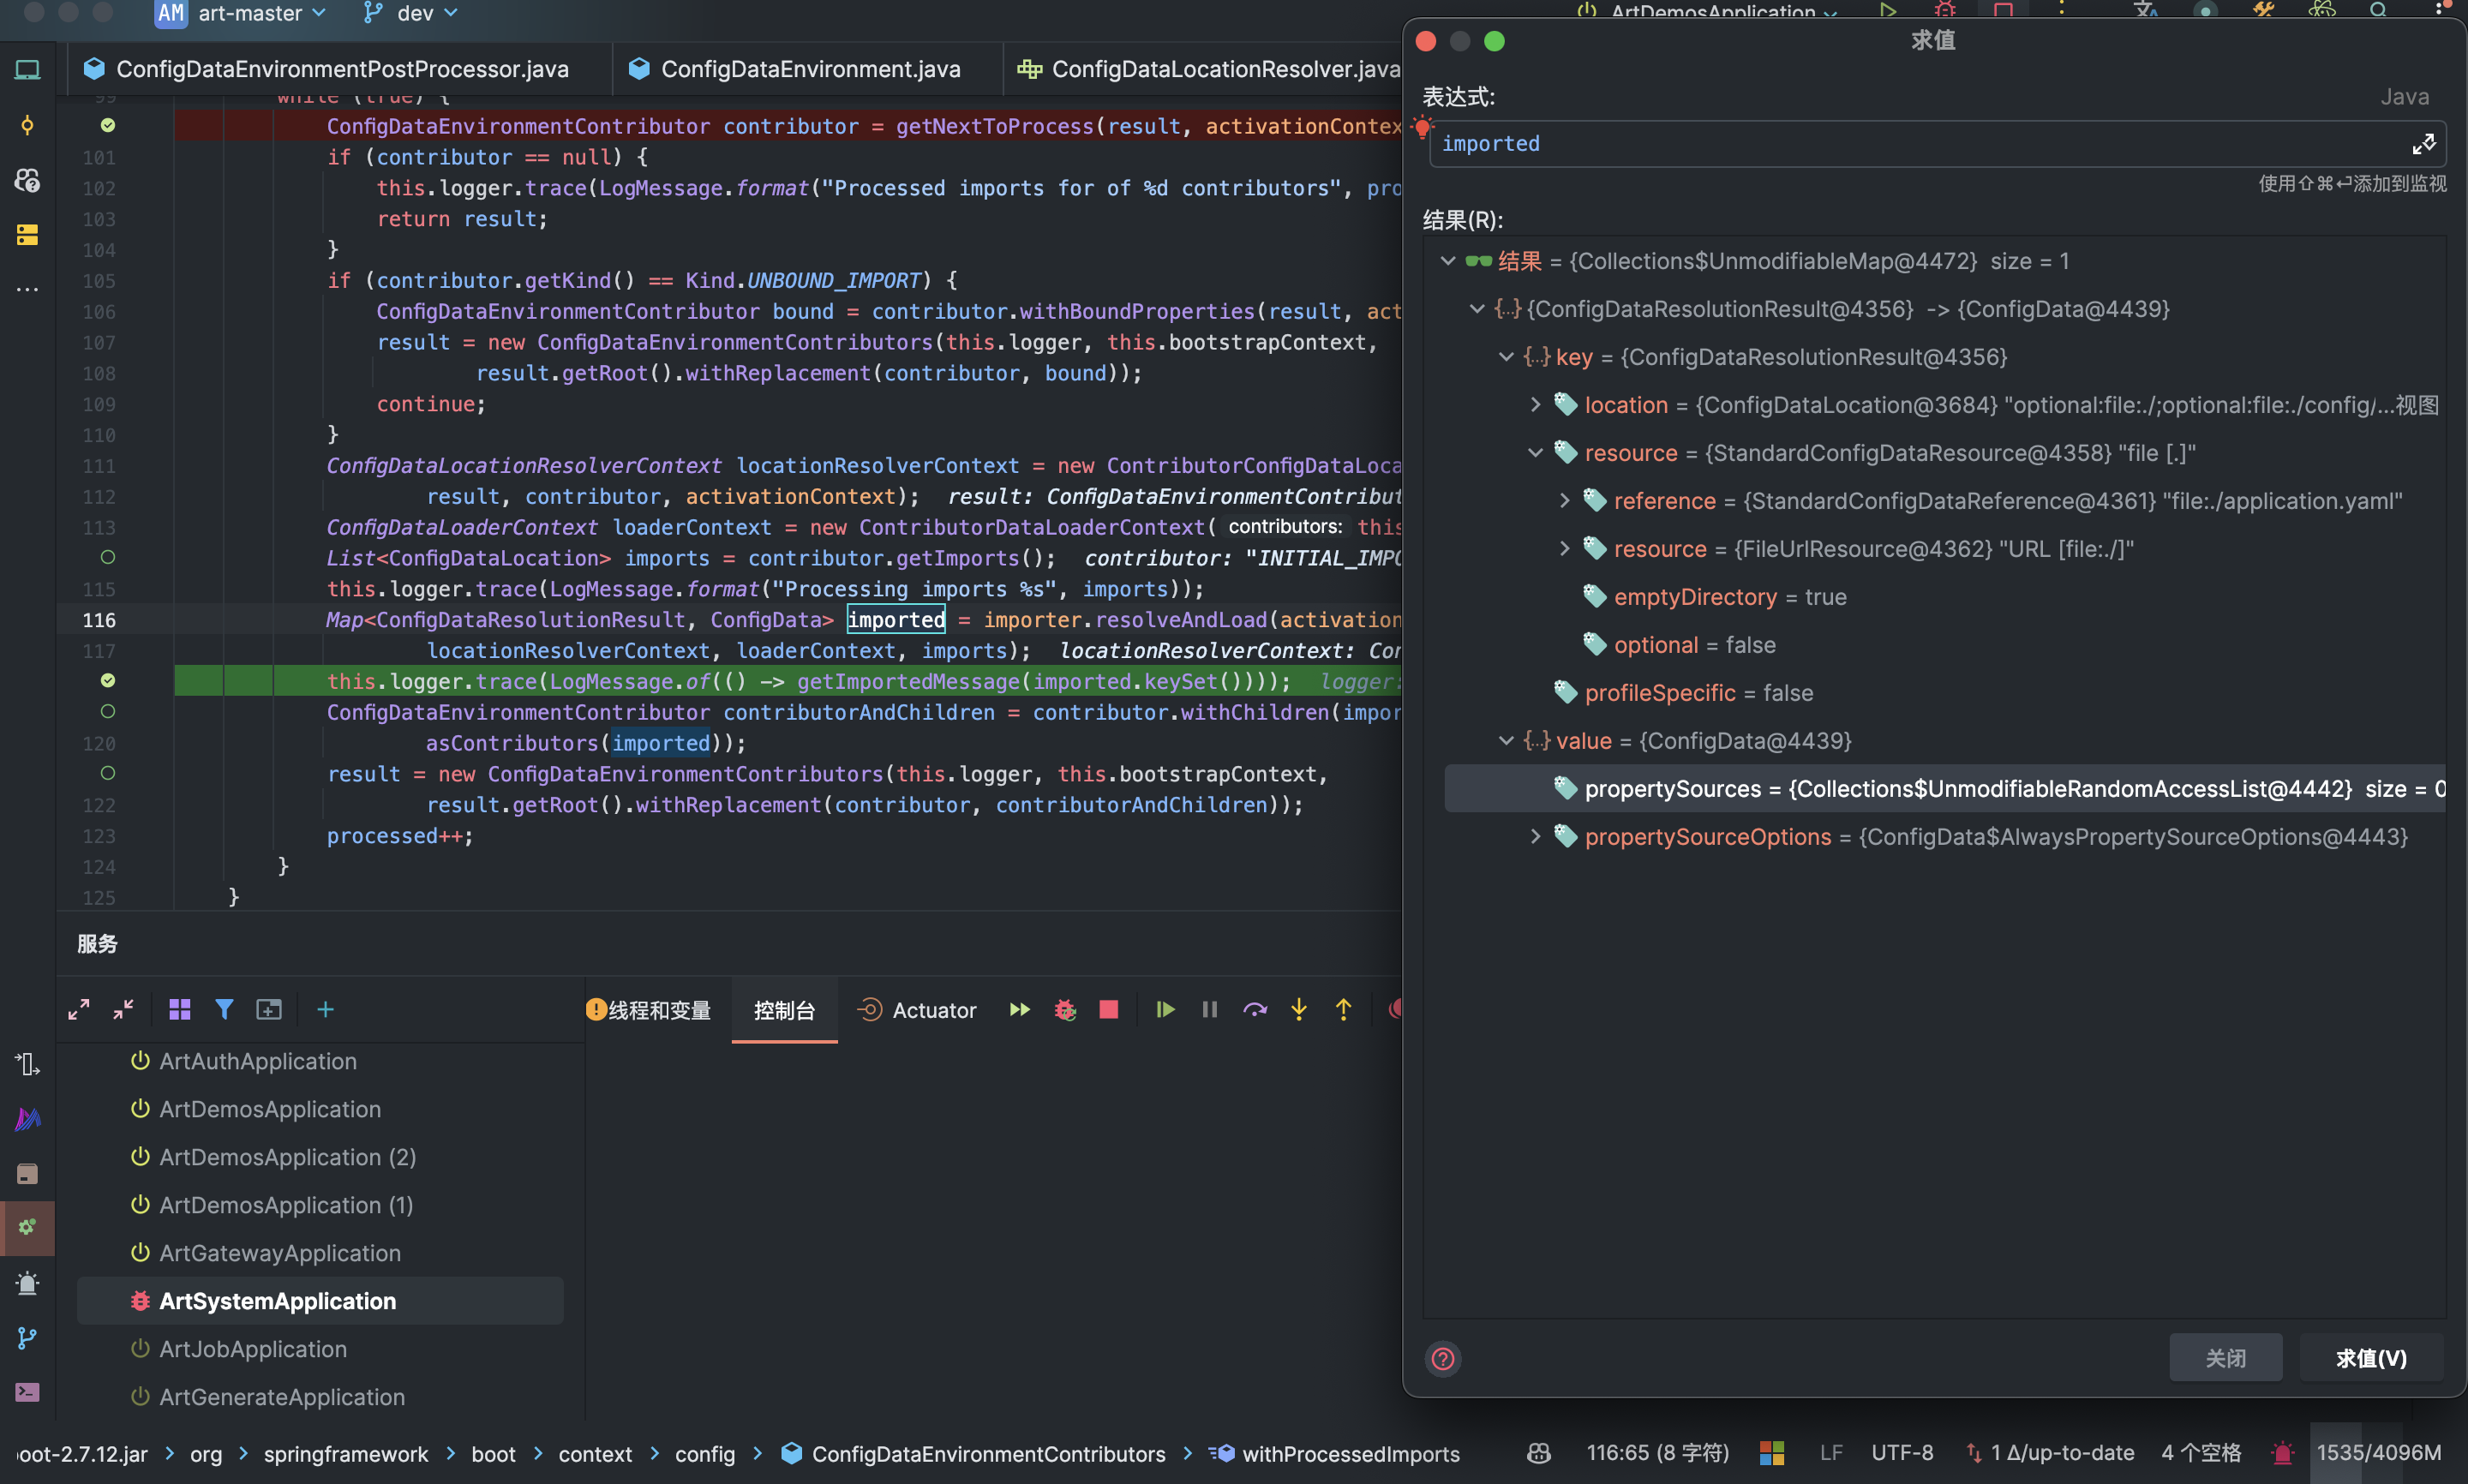 AM art-master dev
ArtDemosApplication
ConfigDataEnvironmentPostProcessor.java
ConfigDataEnvironment.java
ConfigDataLocationResolver.java
99 while (true) {
ConfigDataEnvironmentContributor contributor = getNextToProcess(result, activationContex
101 if (contributor == null) {
102 this.logger.trace(LogMessage.format("Processed imports for of %d contributors", pro
103 return result;
104 }
105 if (contributor.getKind() == Kind.UNBOUND_IMPORT) {
106 ConfigDataEnvironmentContributor bound = contributor.withBoundProperties(result, act
107 result = new ConfigDataEnvironmentContributors(this.logger, this.bootstrapContext,
108 result.getRoot().withReplacement(contributor, bound));
109 continue;
110 }
111 ConfigDataLocationResolverContext locationResolverContext = new ContributorConfigDataLoca
112 result, contributor, activationContext); result: ConfigDataEnvironmentContribut
113 ConfigDataLoaderContext loaderContext = new ContributorDataLoaderContext( contributors: this
List<ConfigDataLocation> imports = contributor.getImports(); contributor: "INITIAL_IMPO
115 this.logger.trace(LogMessage.format("Processing imports %s", imports));
116 Map<ConfigDataResolutionResult, ConfigData> imported = importer.resolveAndLoad(activation
117 locationResolverContext, loaderContext, imports); locationResolverContext: Con
this.logger.trace(LogMessage.of(() -> getImportedMessage(imported.keySet()))); logger:
ConfigDataEnvironmentContributor contributorAndChildren = contributor.withChildren(impor
120 asContributors(imported));
result = new ConfigDataEnvironmentContributors(this.logger, this.bootstrapContext,
122 result.getRoot().withReplacement(contributor, contributorAndChildren));
123 processed++;
124 }
125 }
求值
表达式:
Java
imported
使用⇧⌘⏎添加到监视
结果(R):
结果 = {Collections$UnmodifiableMap@4472} size = 1
{...} {ConfigDataResolutionResult@4356} -> {ConfigData@4439}
{...} key = {ConfigDataResolutionResult@4356}
location = {ConfigDataLocation@3684} "optional:file:./;optional:file:./config/...视图
resource = {StandardConfigDataResource@4358} "file [.]"
reference = {StandardConfigDataReference@4361} "file:./application.yaml"
resource = {FileUrlResource@4362} "URL [file:./]"
emptyDirectory = true
optional = false
profileSpecific = false
{...} value = {ConfigData@4439}
propertySources = {Collections$UnmodifiableRandomAccessList@4442} size = 0
propertySourceOptions = {ConfigData$AlwaysPropertySourceOptions@4443}
关闭
求值(V)
服务
线程和变量
控制台
Actuator
ArtAuthApplication
ArtDemosApplication
ArtDemosApplication (2)
ArtDemosApplication (1)
ArtGatewayApplication
ArtSystemApplication
ArtJobApplication
ArtGenerateApplication
oot-2.7.12.jar > org > springframework > boot > context > config > ConfigDataEnvironmentContributors > withProcessedImports
116:65 (8 字符) LF UTF-8 1 Δ/up-to-date 4 个空格 1535/4096M